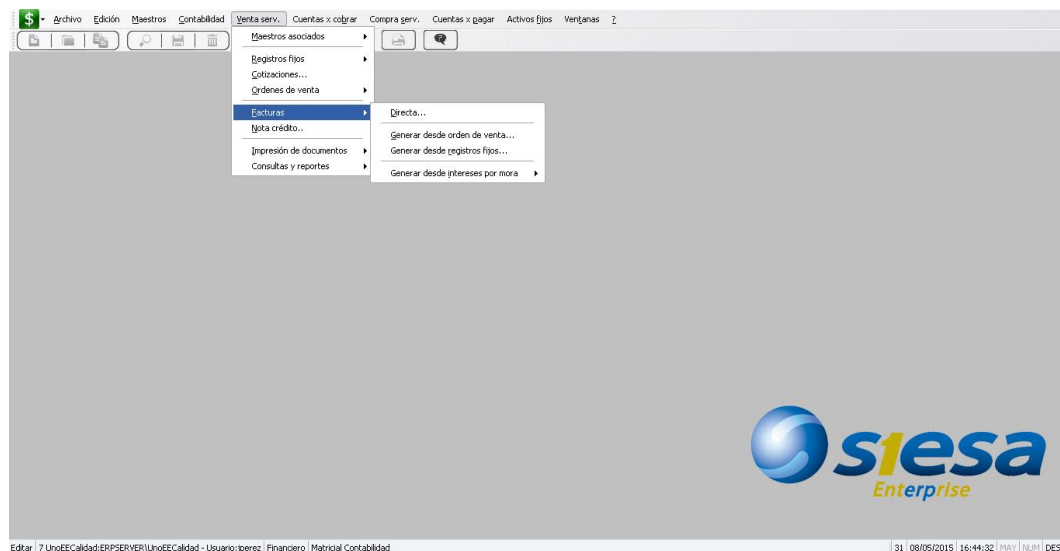 $ Archivo Edición Maestros Contabilidad Venta serv. Cuentas x cobrar Compra serv. Cuentas x pagar Activos fijos Ventanas ?
Maestros asociados
Registros fijos
Cotizaciones...
Ordenes de venta
Facturas
Nota crédito..
Impresión de documentos
Consultas y reportes
Directa...
Generar desde orden de venta...
Generar desde registros fijos...
Generar desde intereses por mora
s1esa
Enterprise
Editar 7 UnoEECalidad:ERPSERVER\UnoEECalidad - Usuario:jperez Financiero Matricial Contabilidad 31 08/05/2015 16:44:32 MAY NUM DES